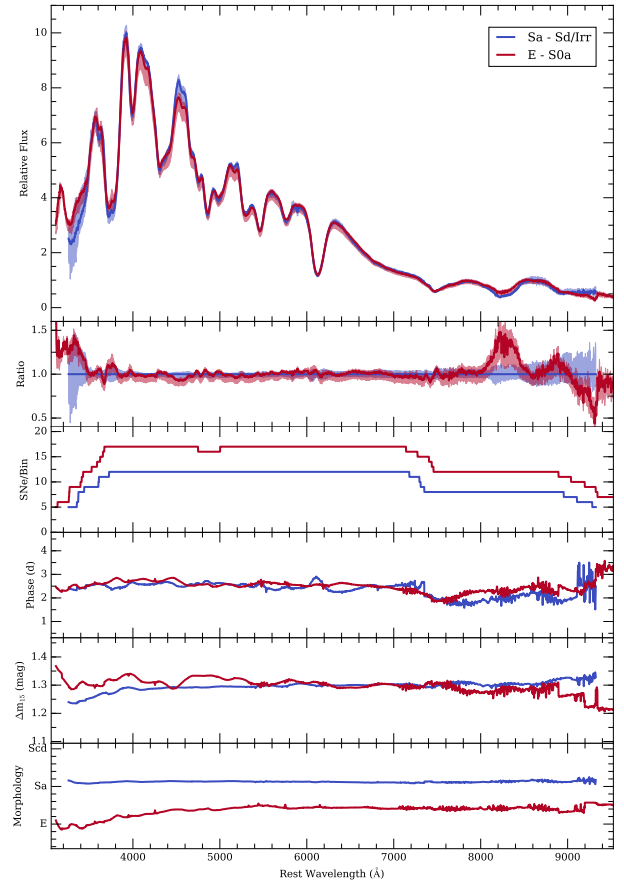 10
8
6
4
2
0
Relative Flux
Sa - Sd/Irr
E - S0a
1.5
1.0
0.5
Ratio
20
15
10
5
0
SNe/Bin
4
3
2
1
Phase (d)
1.4
1.3
1.2
1.1
Δm₁₅ (mag)
Scd
Sa
E
Morphology
4000 5000 6000 7000 8000 9000
Rest Wavelength (Å)